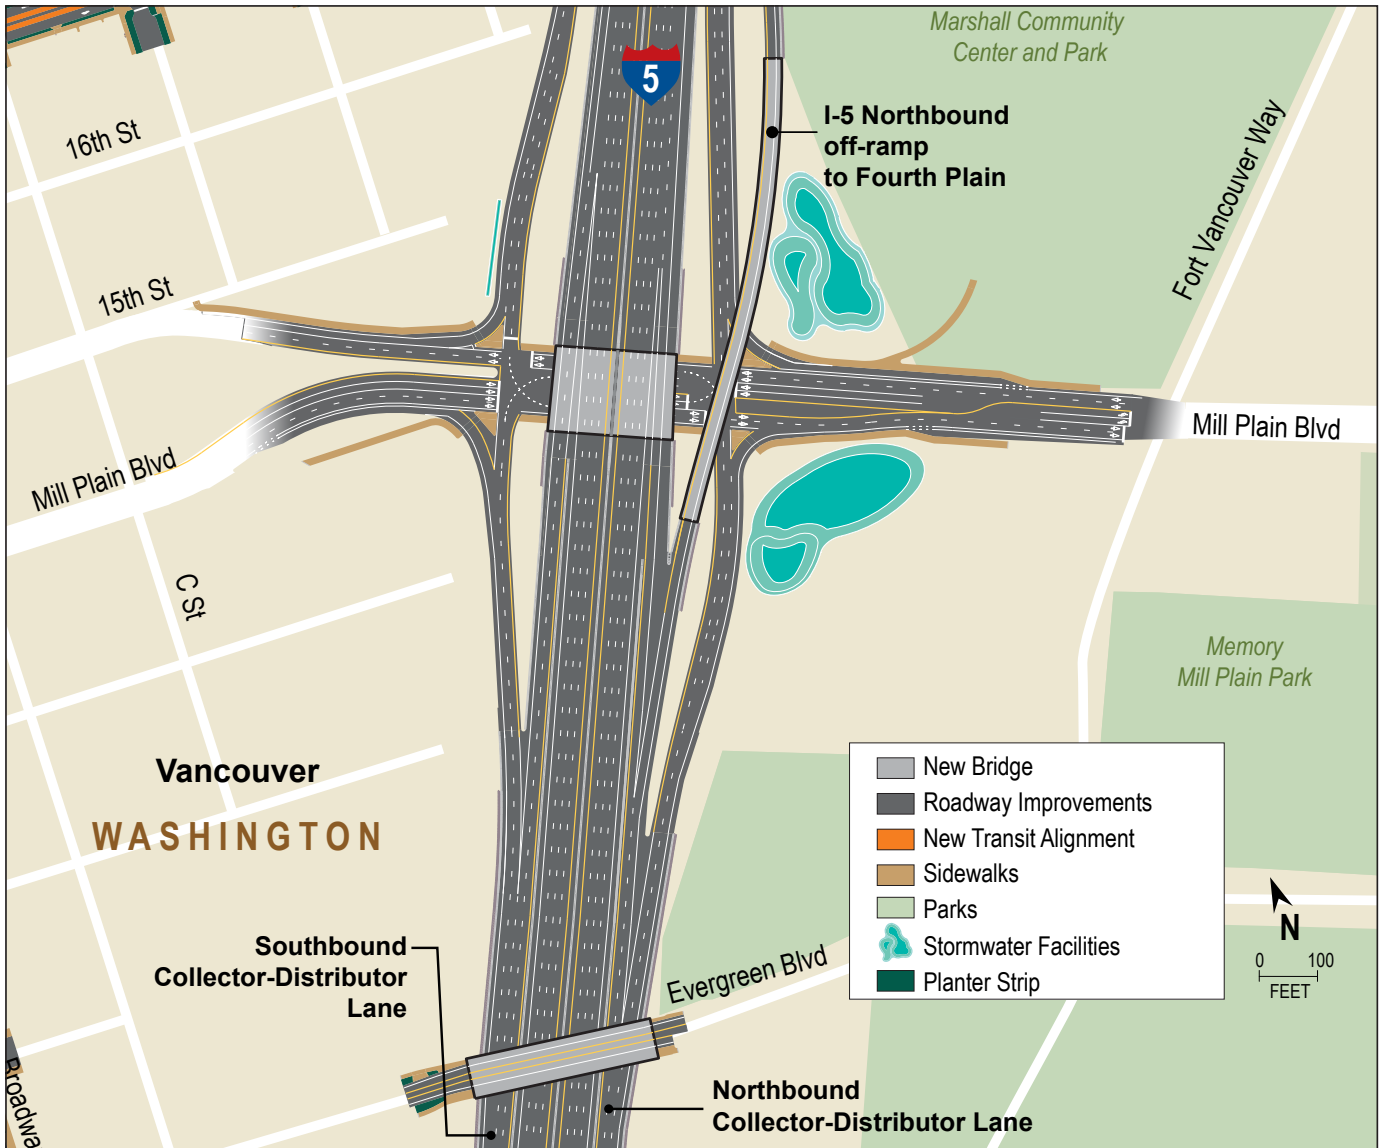 Marshall Community
Center and Park
5
I-5 Northbound
off-ramp
to Fourth Plain
16th St
Fort Vancouver Way
15th St
Mill Plain Blvd
Mill Plain Blvd
C St
Memory
Mill Plain Park
Vancouver
WASHINGTON
New Bridge
Roadway Improvements
New Transit Alignment
Sidewalks
Parks
Stormwater Facilities
Planter Strip
N
0 100
FEET
Southbound
Collector-Distributor
Lane
Evergreen Blvd
Broadwa
Northbound
Collector-Distributor Lane